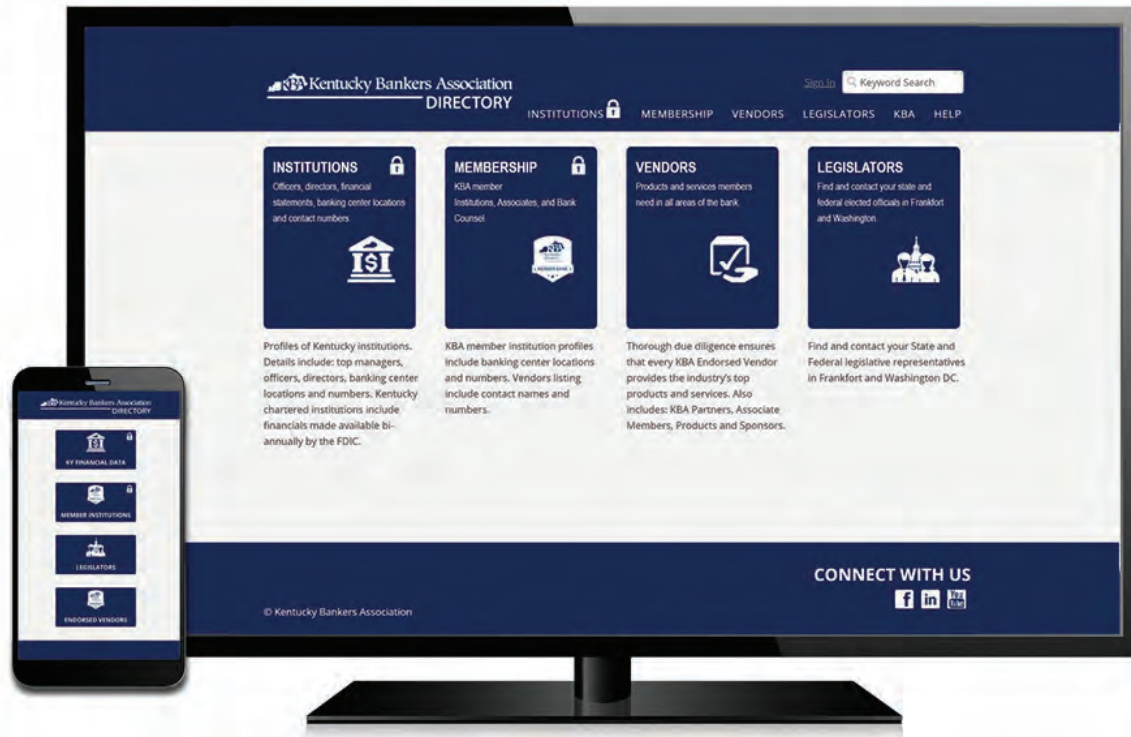 KBA Kentucky Bankers Association
DIRECTORY
Sign In
Keyword Search
INSTITUTIONS MEMBERSHIP VENDORS LEGISLATORS KBA HELP
INSTITUTIONS
Officers, directors, financial
statements, banking center locations
and contact numbers.
MEMBERSHIP
KBA member
Institutions, Associates, and Bank
Counsel.
KBA
MEMBER BANK
VENDORS
Products and services members
need in all areas of the bank.
LEGISLATORS
Find and contact your state and
federal elected officials in Frankfort
and Washington.
Profiles of Kentucky institutions.
Details include: top managers,
officers, directors, banking center
locations and numbers. Kentucky
chartered institutions include
financials made available bi-
annually by the FDIC.
KBA member institution profiles
include banking center locations
and numbers. Vendors listing
include contact names and
numbers.
Thorough due diligence ensures
that every KBA Endorsed Vendor
provides the industry's top
products and services. Also
includes: KBA Partners, Associate
Members, Products and Sponsors.
Find and contact your State and
Federal legislative representatives
in Frankfort and Washington DC.
CONNECT WITH US
f in You Tube
© Kentucky Bankers Association
Kentucky Bankers Association
DIRECTORY
KY FINANCIAL DATA
MEMBER INSTITUTIONS
LEGISLATORS
ENDORSED VENDORS